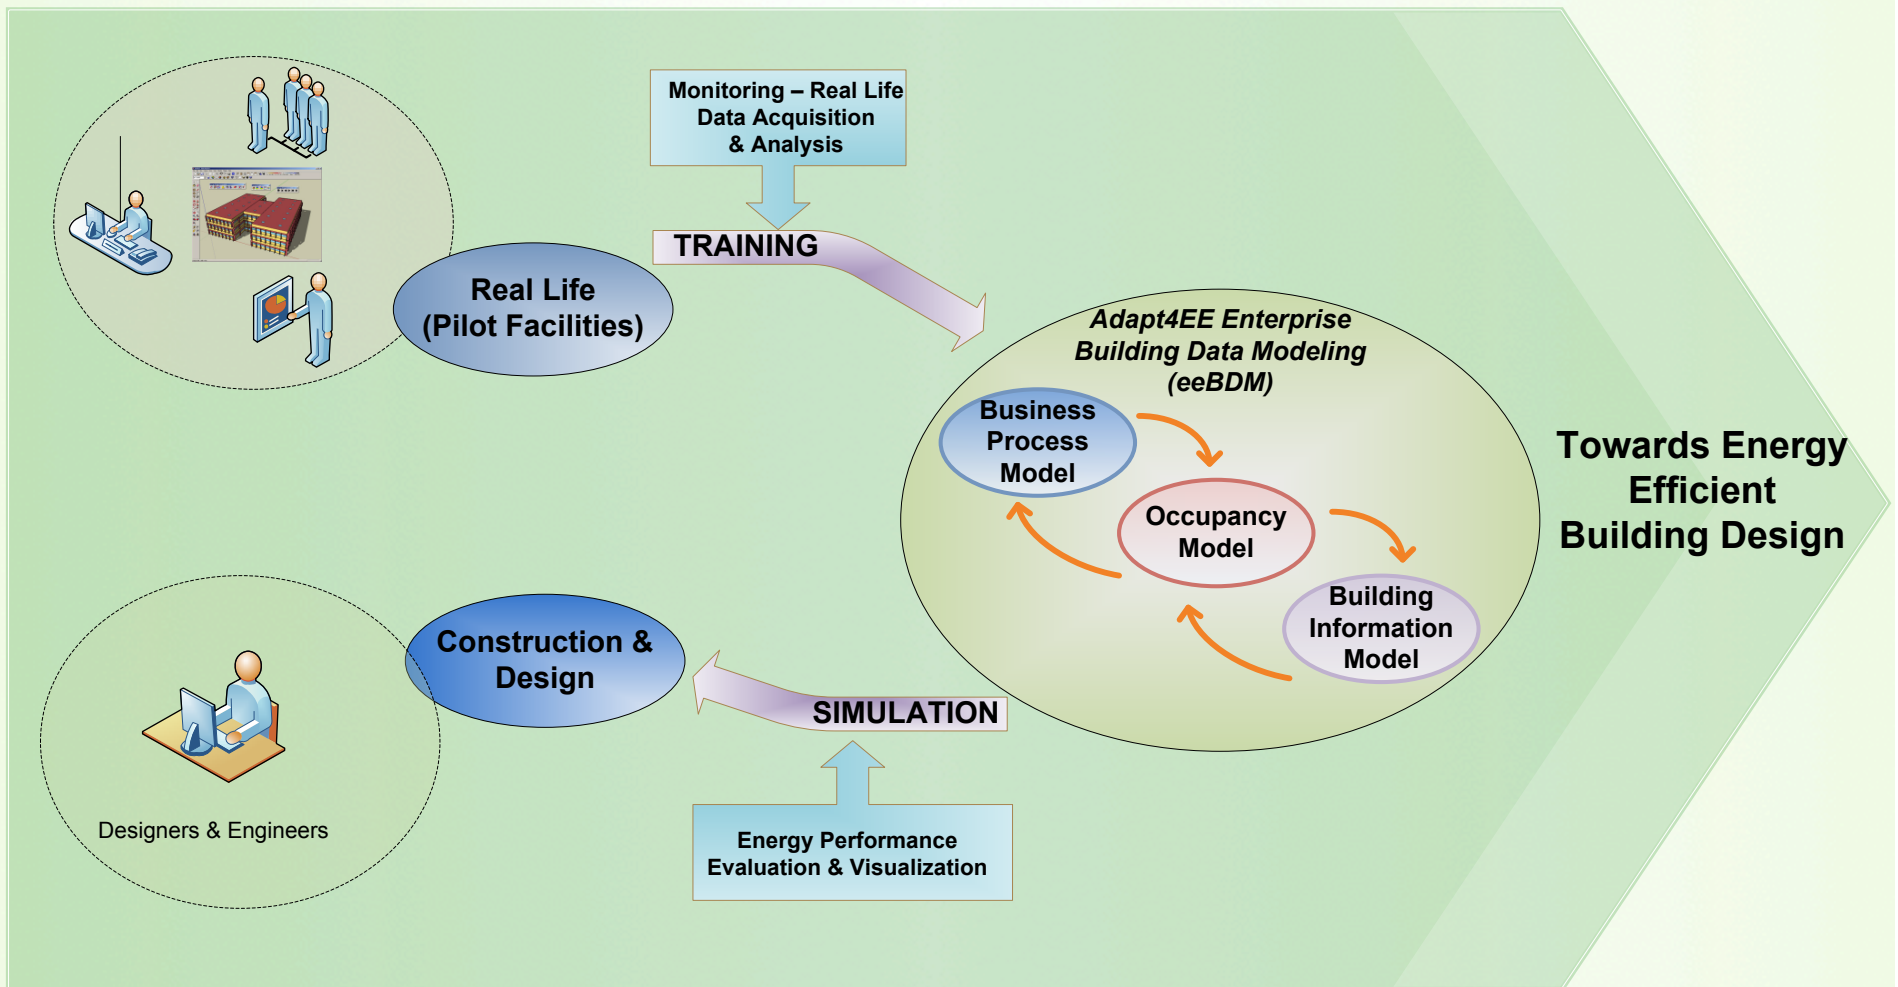 Monitoring – Real Life
Data Acquisition
& Analysis
TRAINING
Real Life
(Pilot Facilities)
Adapt4EE Enterprise
Building Data Modeling
(eeBDM)
Business
Process
Model
Occupancy
Model
Building
Information
Model
Towards Energy
Efficient
Building Design
Construction &
Design
SIMULATION
Designers & Engineers
Energy Performance
Evaluation & Visualization